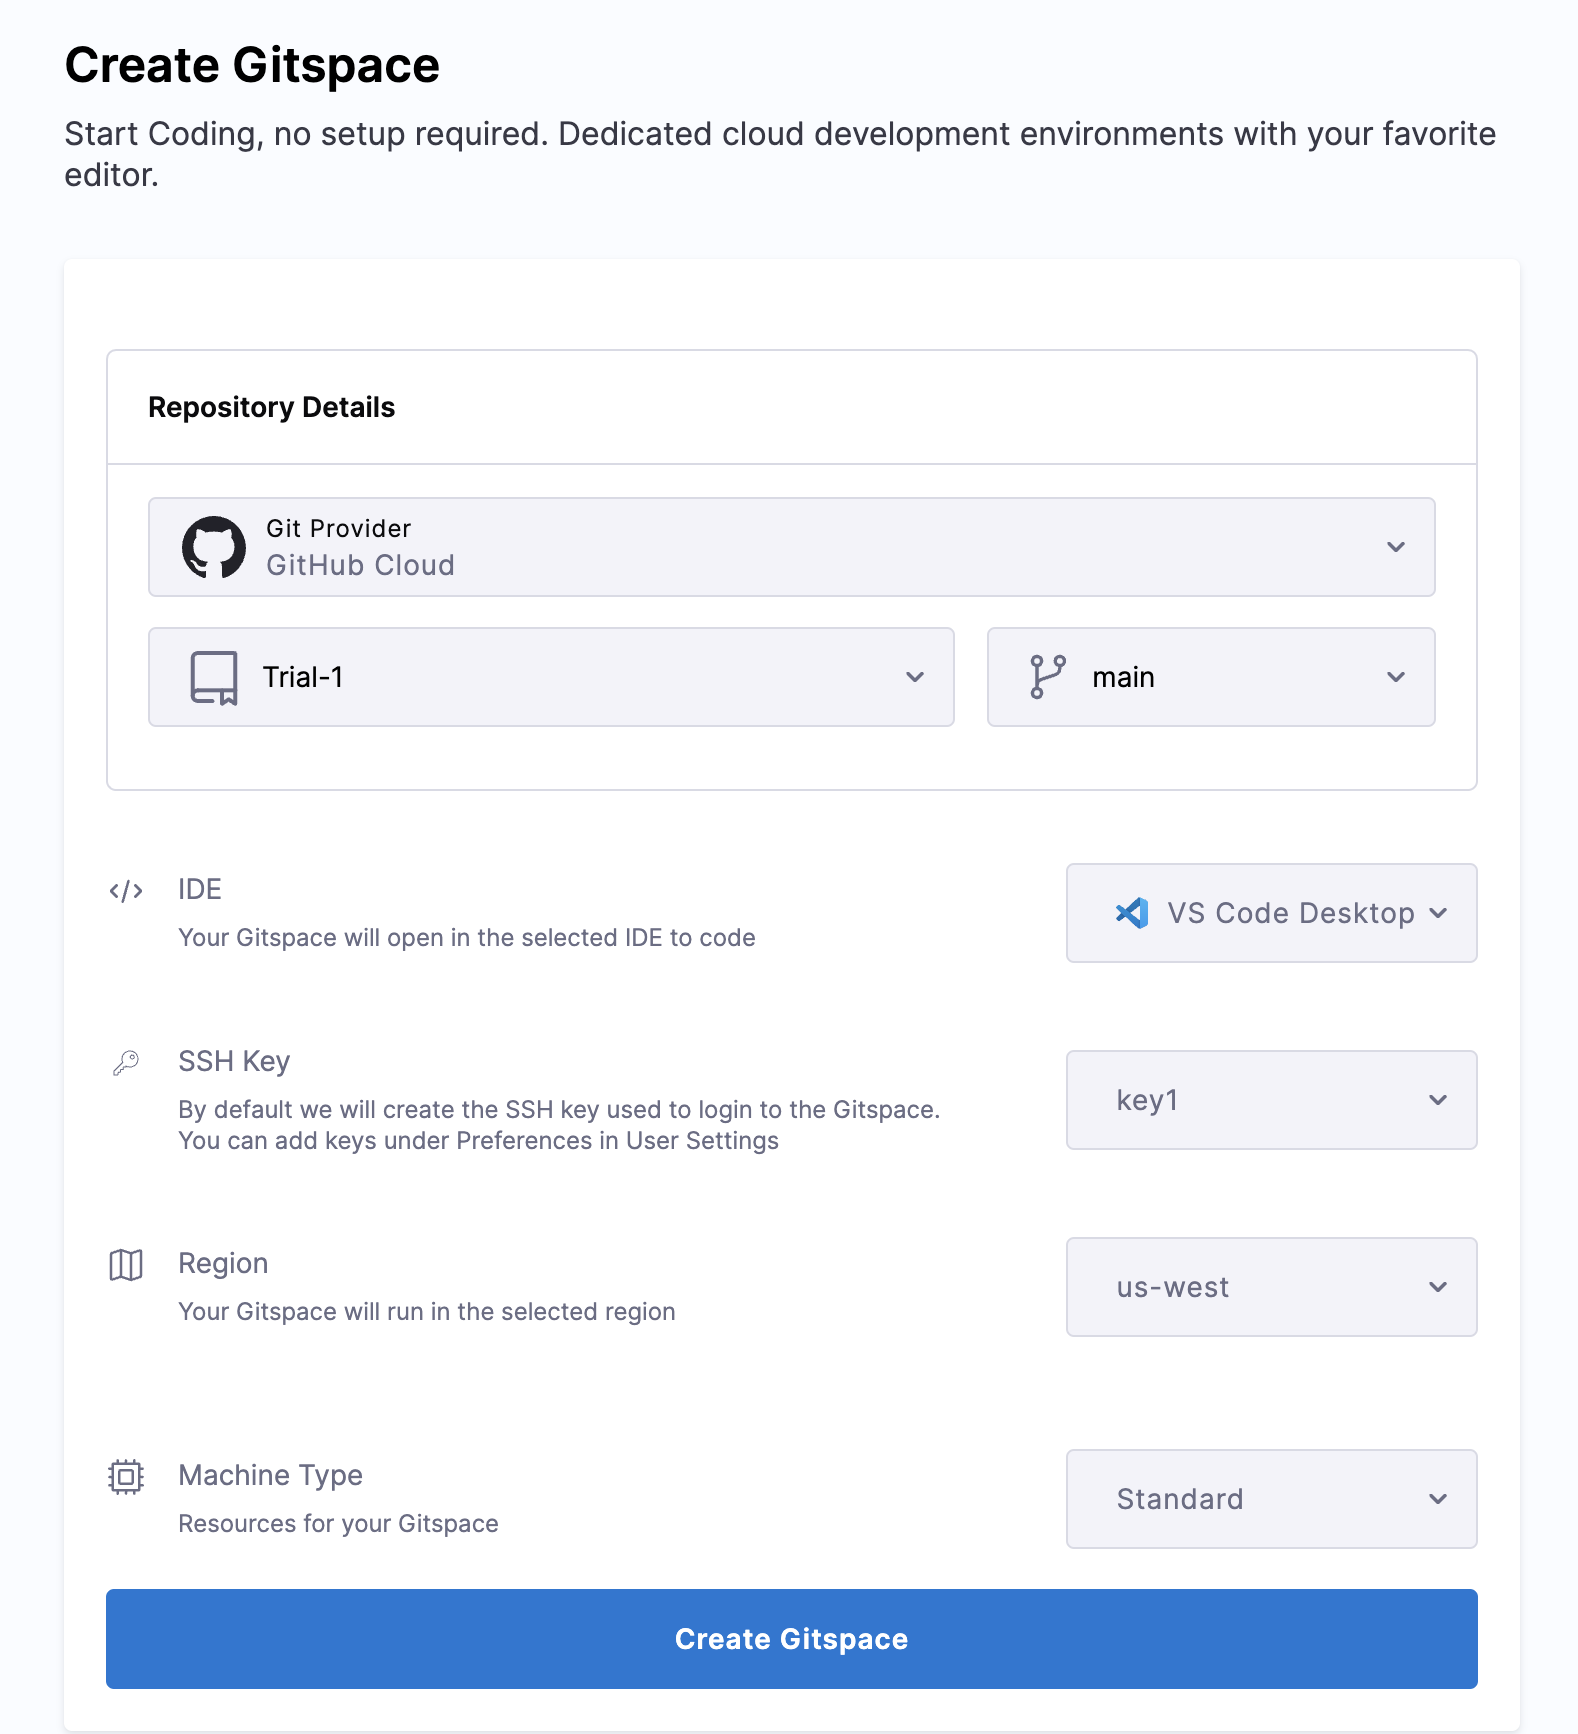 Create Gitspace
Start Coding, no setup required. Dedicated cloud development environments with your favorite
editor.
Repository Details
Git Provider
GitHub Cloud
Trial-1
main
IDE
Your Gitspace will open in the selected IDE to code
VS Code Desktop
SSH Key
By default we will create the SSH key used to login to the Gitspace.
You can add keys under Preferences in User Settings
key1
Region
Your Gitspace will run in the selected region
us-west
Machine Type
Resources for your Gitspace
Standard
Create Gitspace